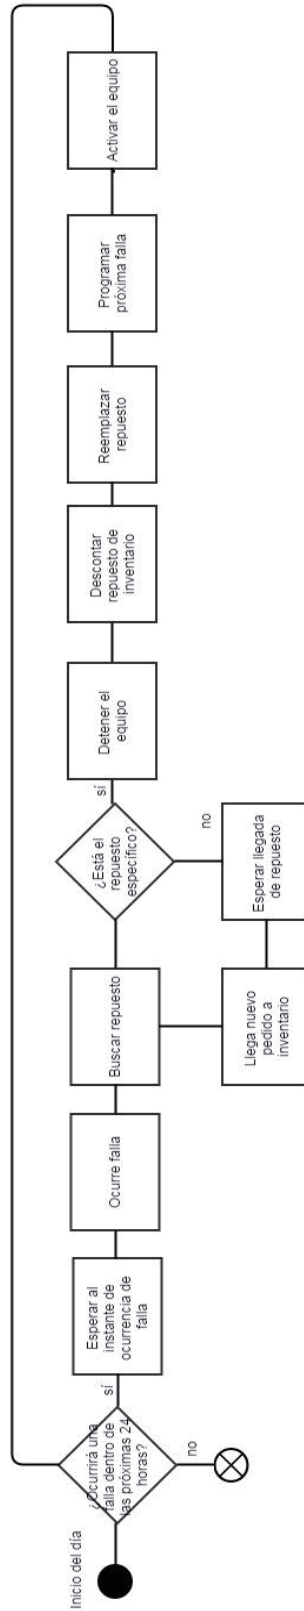 Inicio del día
¿Ocurrirá una
falla dentro de
las próximas 24
horas?
sí
no
Esperar al
instante de
ocurrencia de
falla
Ocurre falla
Buscar repuesto
¿Está el
repuesto
específico?
sí
no
Esperar llegada
de repuesto
Llega nuevo
pedido a
inventario
Detener el
equipo
Descontar
repuesto de
inventario
Reemplazar
repuesto
Programar
próxima falla
Activar el equipo